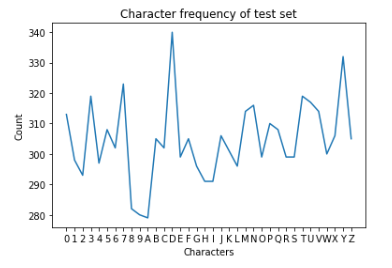 Character frequency of test set
340
330
320
310
300
290
280
Count
0 1 2 3 4 5 6 7 8 9 A B C D E F G H I J K L M N O P Q R S T U V W X Y Z
Characters